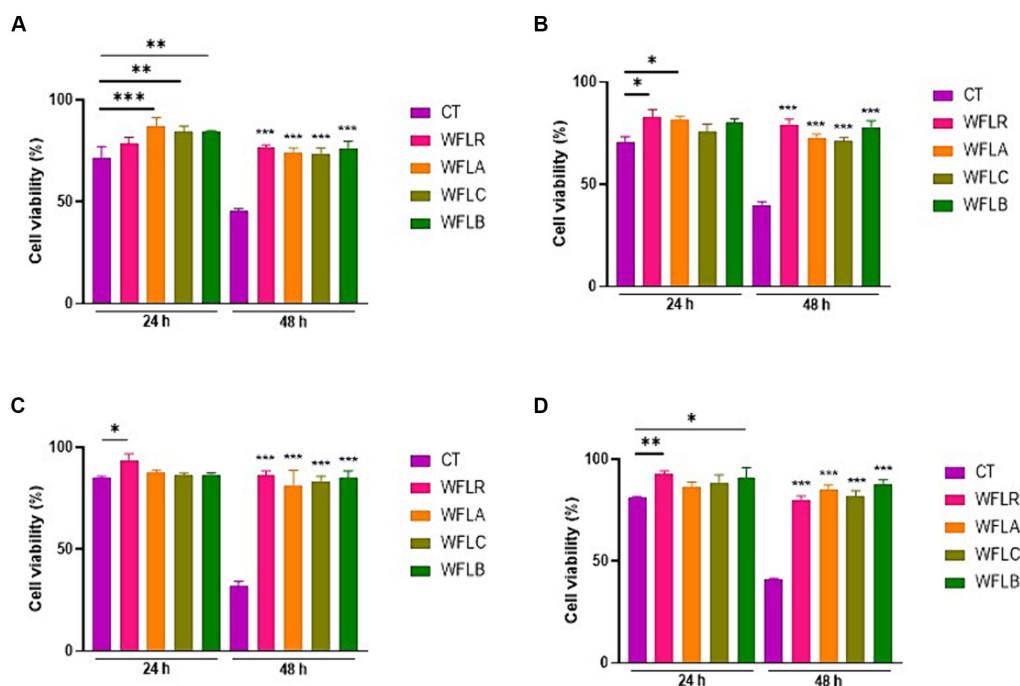 A
**
**
***
100
50
0
Cell viability (%)
*** *** *** ***
24 h
48 h
CT
WFLR
WFLA
WFLC
WFLB
B
*
*
100
50
0
Cell viability (%)
*** *** *** ***
24 h
48 h
CT
WFLR
WFLA
WFLC
WFLB
C
*
100
50
0
Cell viability (%)
*** *** *** ***
24 h
48 h
CT
WFLR
WFLA
WFLC
WFLB
D
*
**
100
50
0
Cell viability (%)
*** *** *** ***
24 h
48 h
CT
WFLR
WFLA
WFLC
WFLB